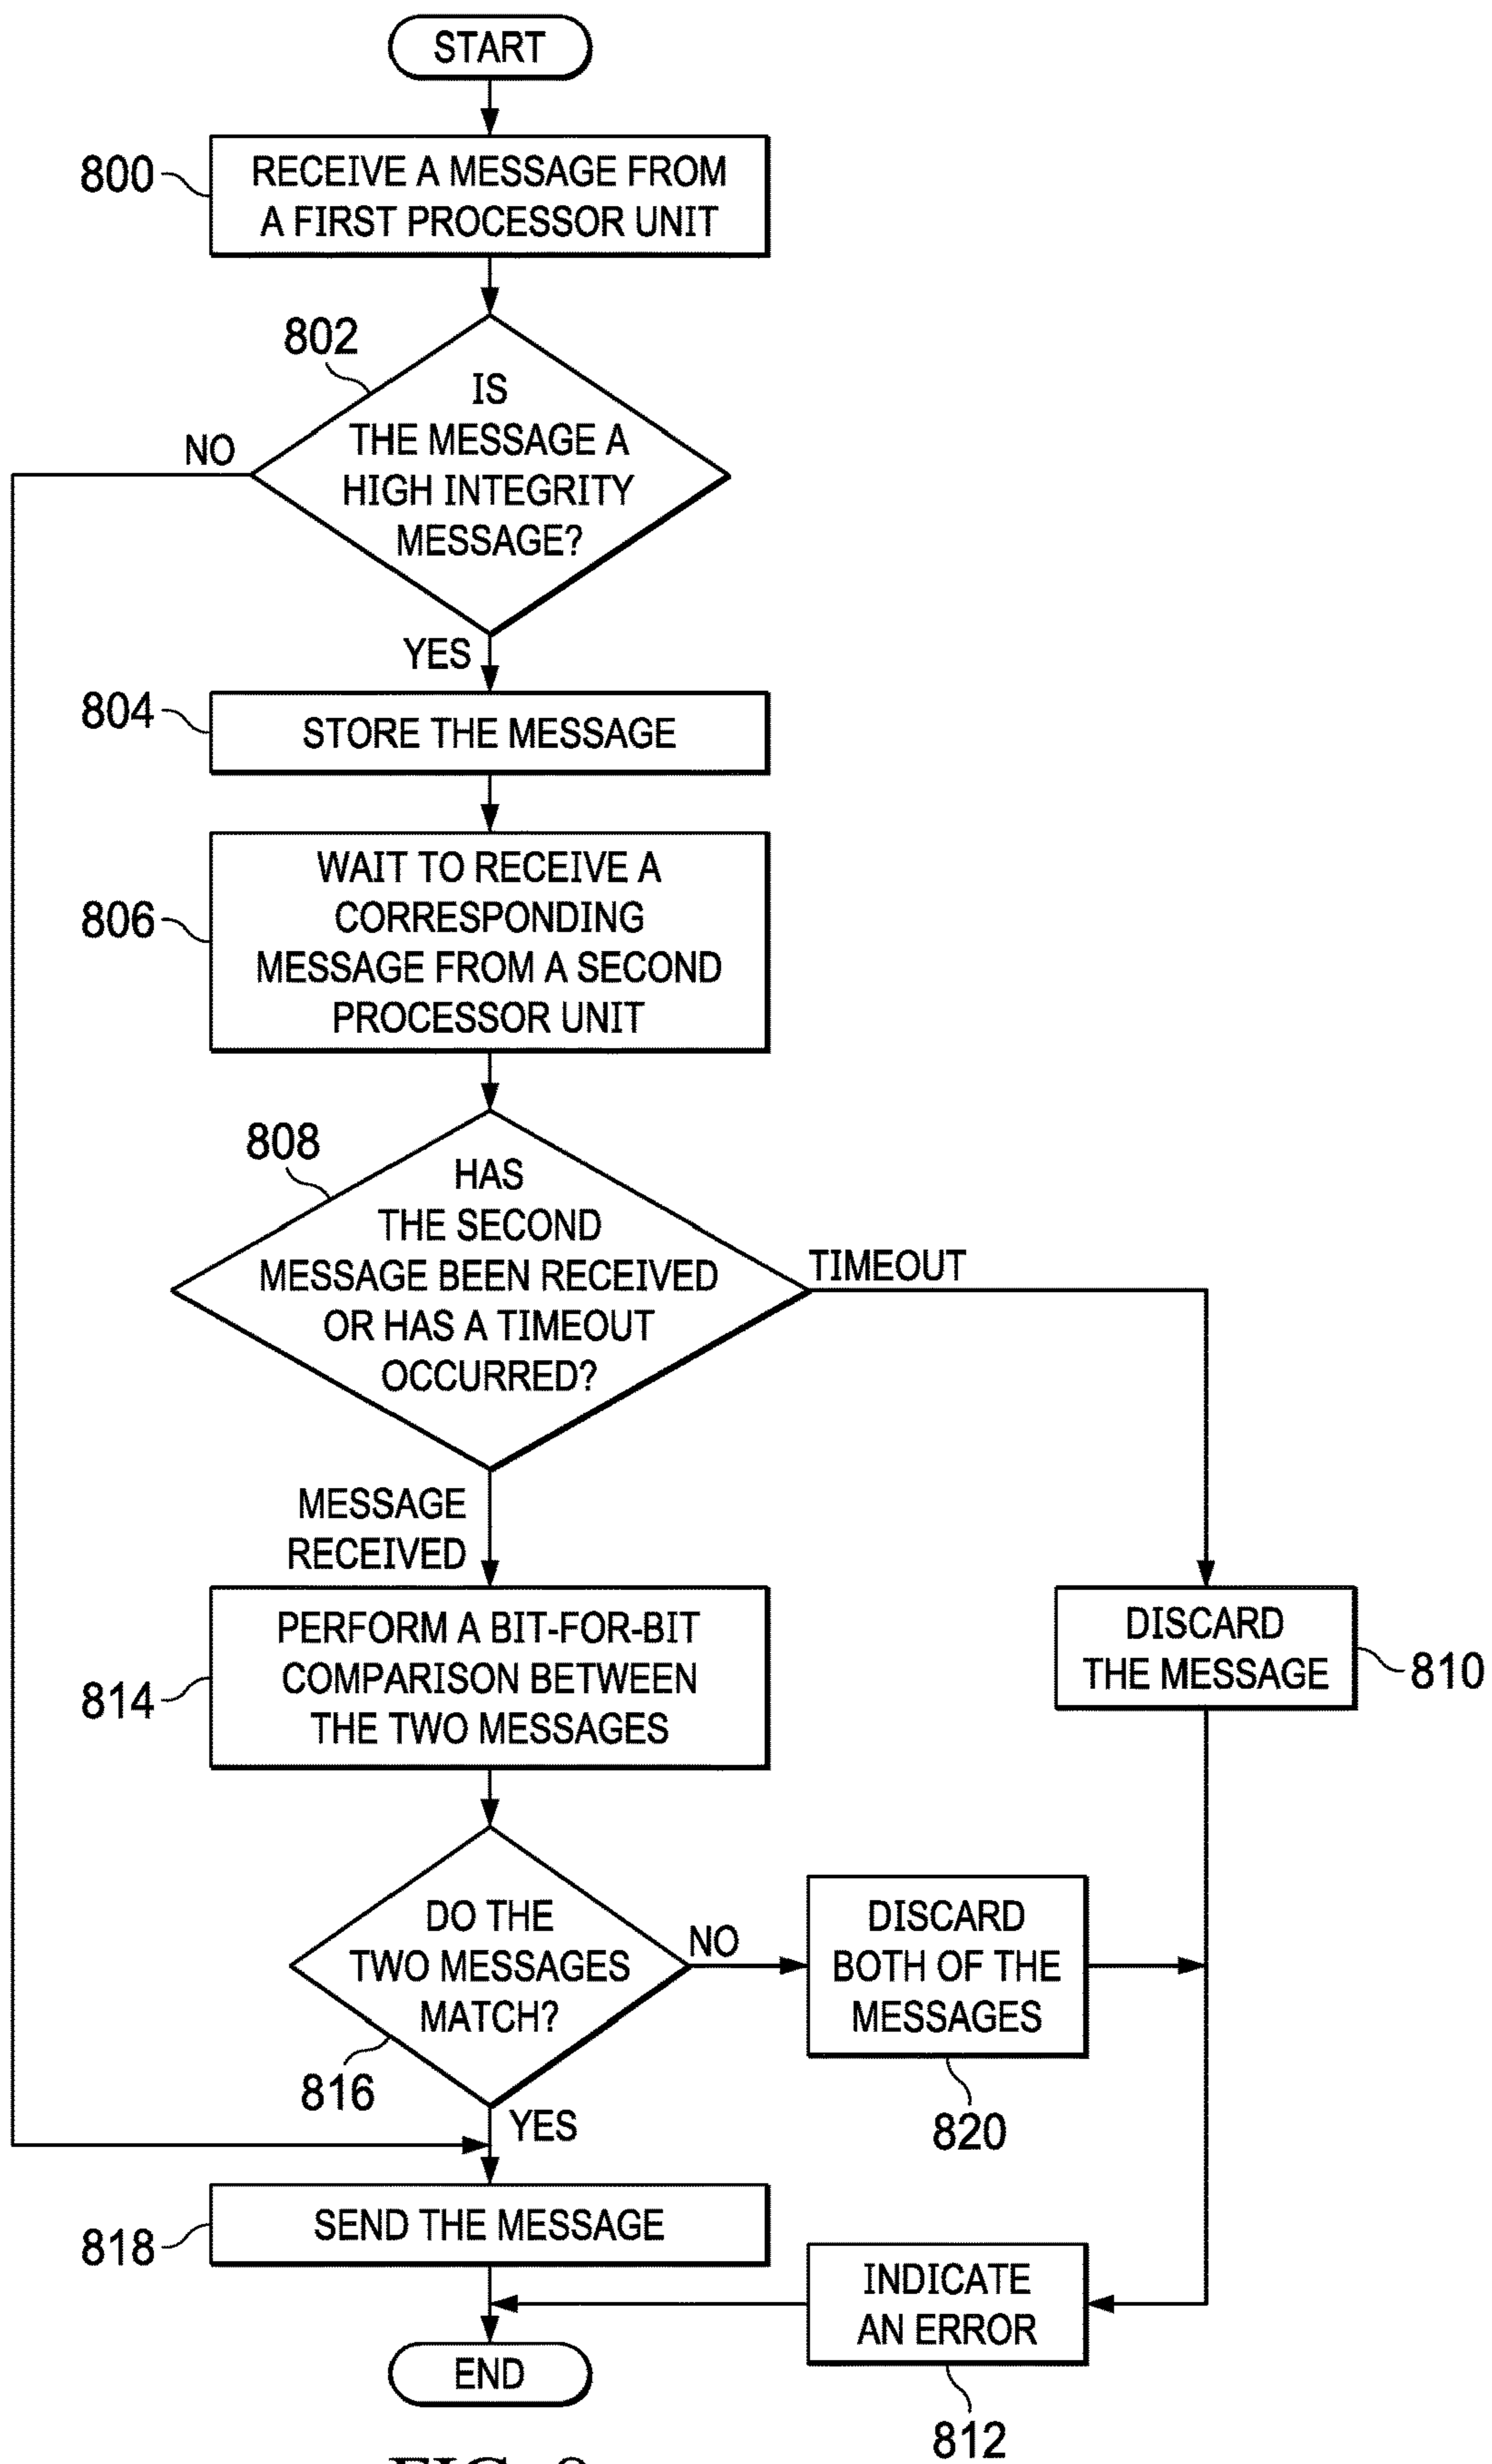 START
800
RECEIVE A MESSAGE FROM
A FIRST PROCESSOR UNIT
802
IS
THE MESSAGE A
HIGH INTEGRITY
MESSAGE?
NO
YES
804
STORE THE MESSAGE
806
WAIT TO RECEIVE A
CORRESPONDING
MESSAGE FROM A SECOND
PROCESSOR UNIT
808
HAS
THE SECOND
MESSAGE BEEN RECEIVED
OR HAS A TIMEOUT
OCCURRED?
TIMEOUT
MESSAGE
RECEIVED
814
PERFORM A BIT-FOR-BIT
COMPARISON BETWEEN
THE TWO MESSAGES
DISCARD
THE MESSAGE
810
DO THE
TWO MESSAGES
MATCH?
816
NO
DISCARD
BOTH OF THE
MESSAGES
820
YES
818
SEND THE MESSAGE
INDICATE
AN ERROR
812
END